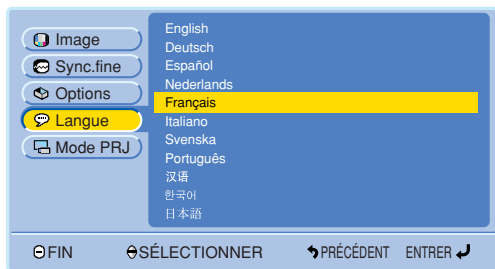 Image
Sync.fine
Options
Langue
Mode PRJ
English
Deutsch
Español
Nederlands
Français
Italiano
Svenska
Português
汉语
한국어
日本語
FIN
SÉLECTIONNER
PRÉCÉDENT
ENTRER